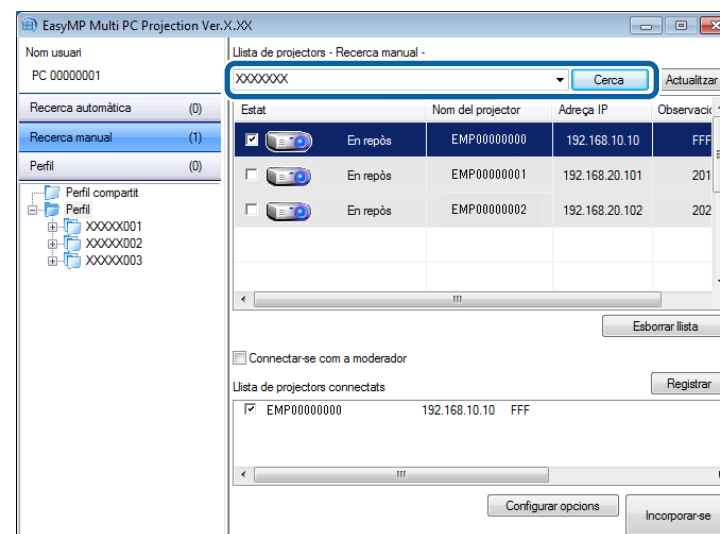 EasyMP Multi PC Projection Ver.X.XX
Nom usuari
PC 00000001
Recerca automàtica (0)
Recerca manual (1)
Perfil (0)
Perfil compartit
Perfil
XXXXX001
XXXXX002
XXXXX003
Llista de projectors - Recerca manual -
XXXXXXX Cerca Actualitzar
Estat Nom del projector Adreça IP Observacic
En repòs EMP00000000 192.168.10.10 FFF
En repòs EMP00000001 192.168.20.101 201
En repòs EMP00000002 192.168.20.102 202
Esborrar llista
Connectar-se com a moderador
Llista de projectors connectats Registrar
EMP00000000 192.168.10.10 FFF
Configurar opcions Incorporar-se